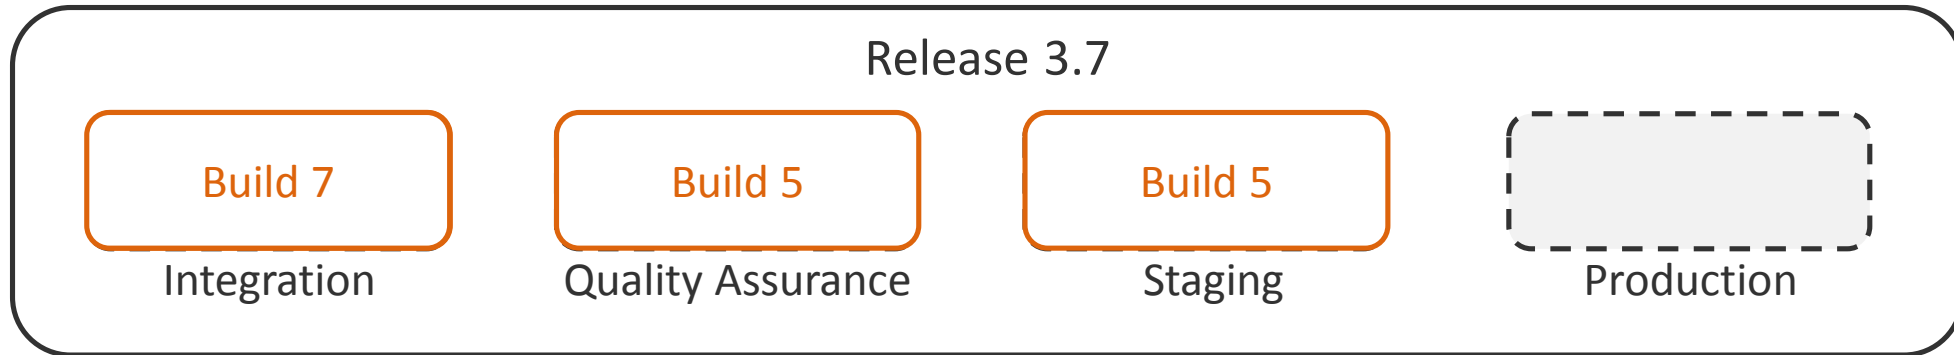 Release 3.7
Build 7
Build 5
Build 5
Integration
Quality Assurance
Staging
Production